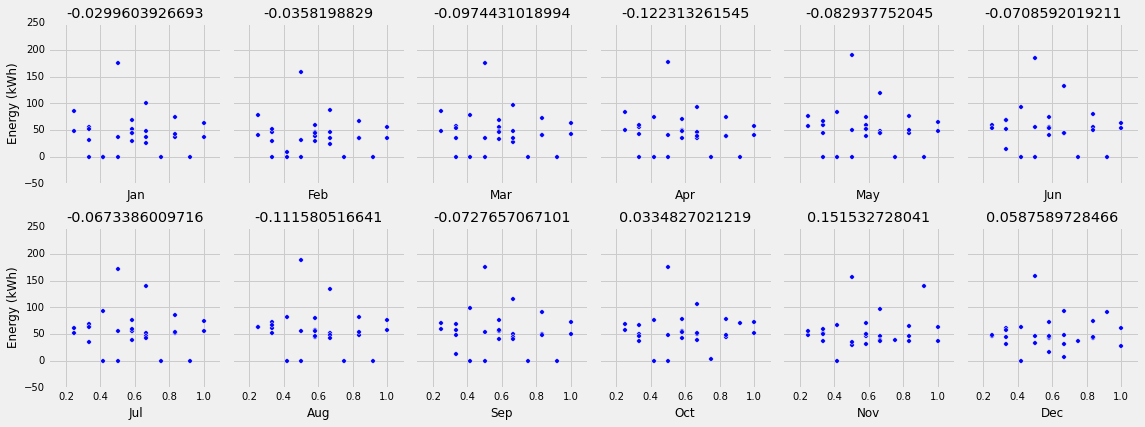 -0.0299603926693 -0.0358198829 -0.0974431018994 -0.122313261545 -0.082937752045 -0.0708592019211
250
200
150
100
50
0
−50
Energy (kWh)
Jan Feb Mar Apr May Jun
-0.0673386009716 -0.111580516641 -0.0727657067101 0.0334827021219 0.151532728041 0.0587589728466
250
200
150
100
50
0
−50
Energy (kWh)
0.2 0.4 0.6 0.8 1.0 0.2 0.4 0.6 0.8 1.0 0.2 0.4 0.6 0.8 1.0 0.2 0.4 0.6 0.8 1.0 0.2 0.4 0.6 0.8 1.0 0.2 0.4 0.6 0.8 1.0
Jul Aug Sep Oct Nov Dec